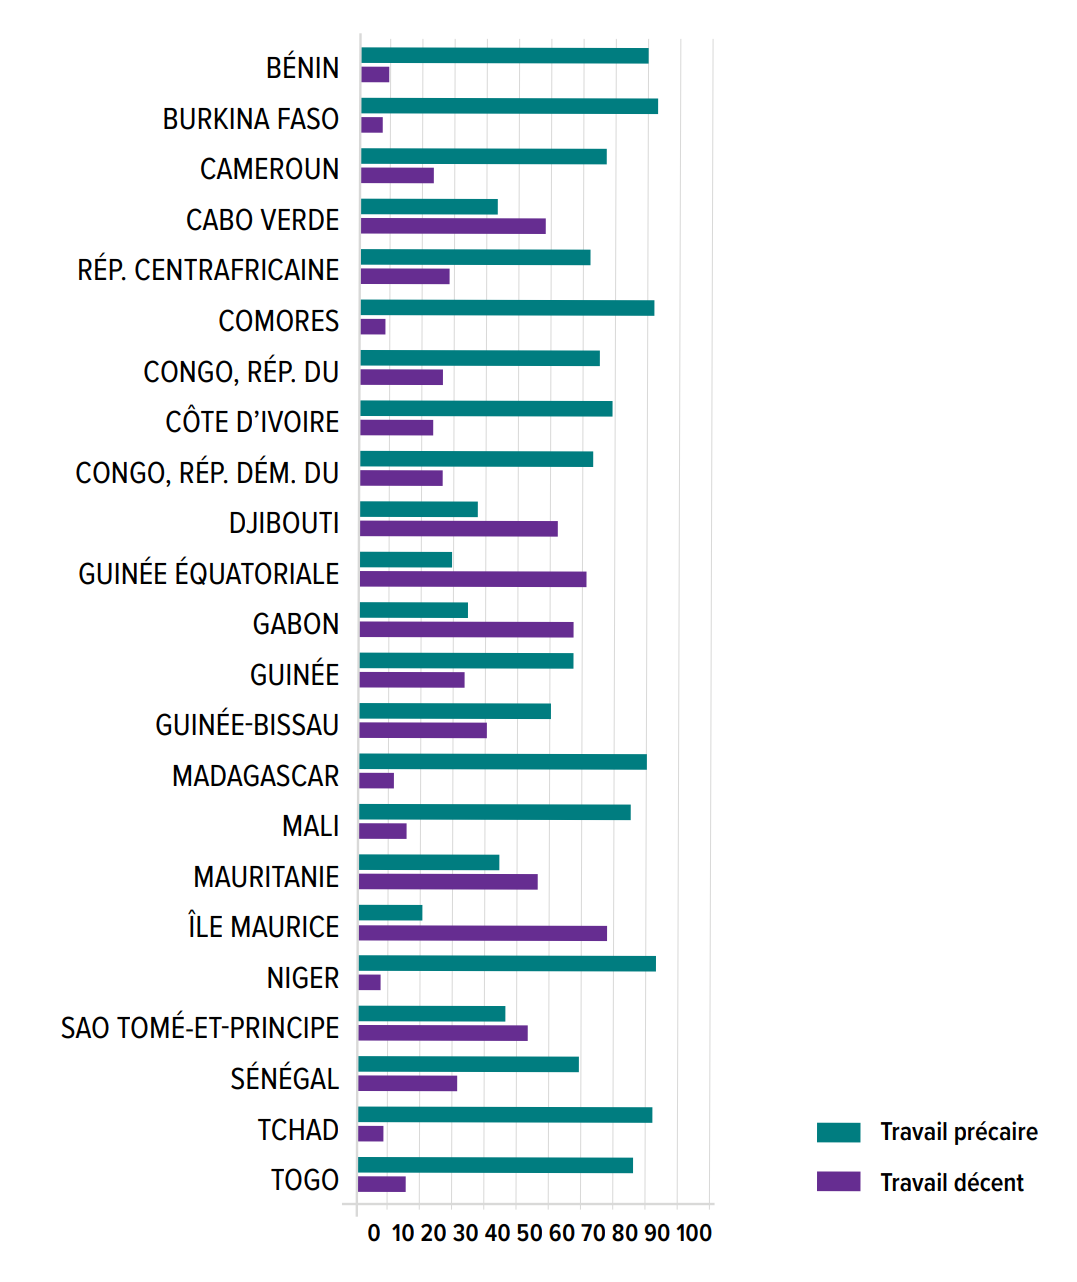 BÉNIN
BURKINA FASO
CAMEROUN
CABO VERDE
RÉP. CENTRAFRICAINE
COMORES
CONGO, RÉP. DU
CÔTE D’IVOIRE
CONGO, RÉP. DÉM. DU
DJIBOUTI
GUINÉE ÉQUATORIALE
GABON
GUINÉE
GUINÉE-BISSAU
MADAGASCAR
MALI
MAURITANIE
ÎLE MAURICE
NIGER
SAO TOMÉ-ET-PRINCIPE
SÉNÉGAL
TCHAD
TOGO
0 10 20 30 40 50 60 70 80 90 100
Travail précaire
Travail décent